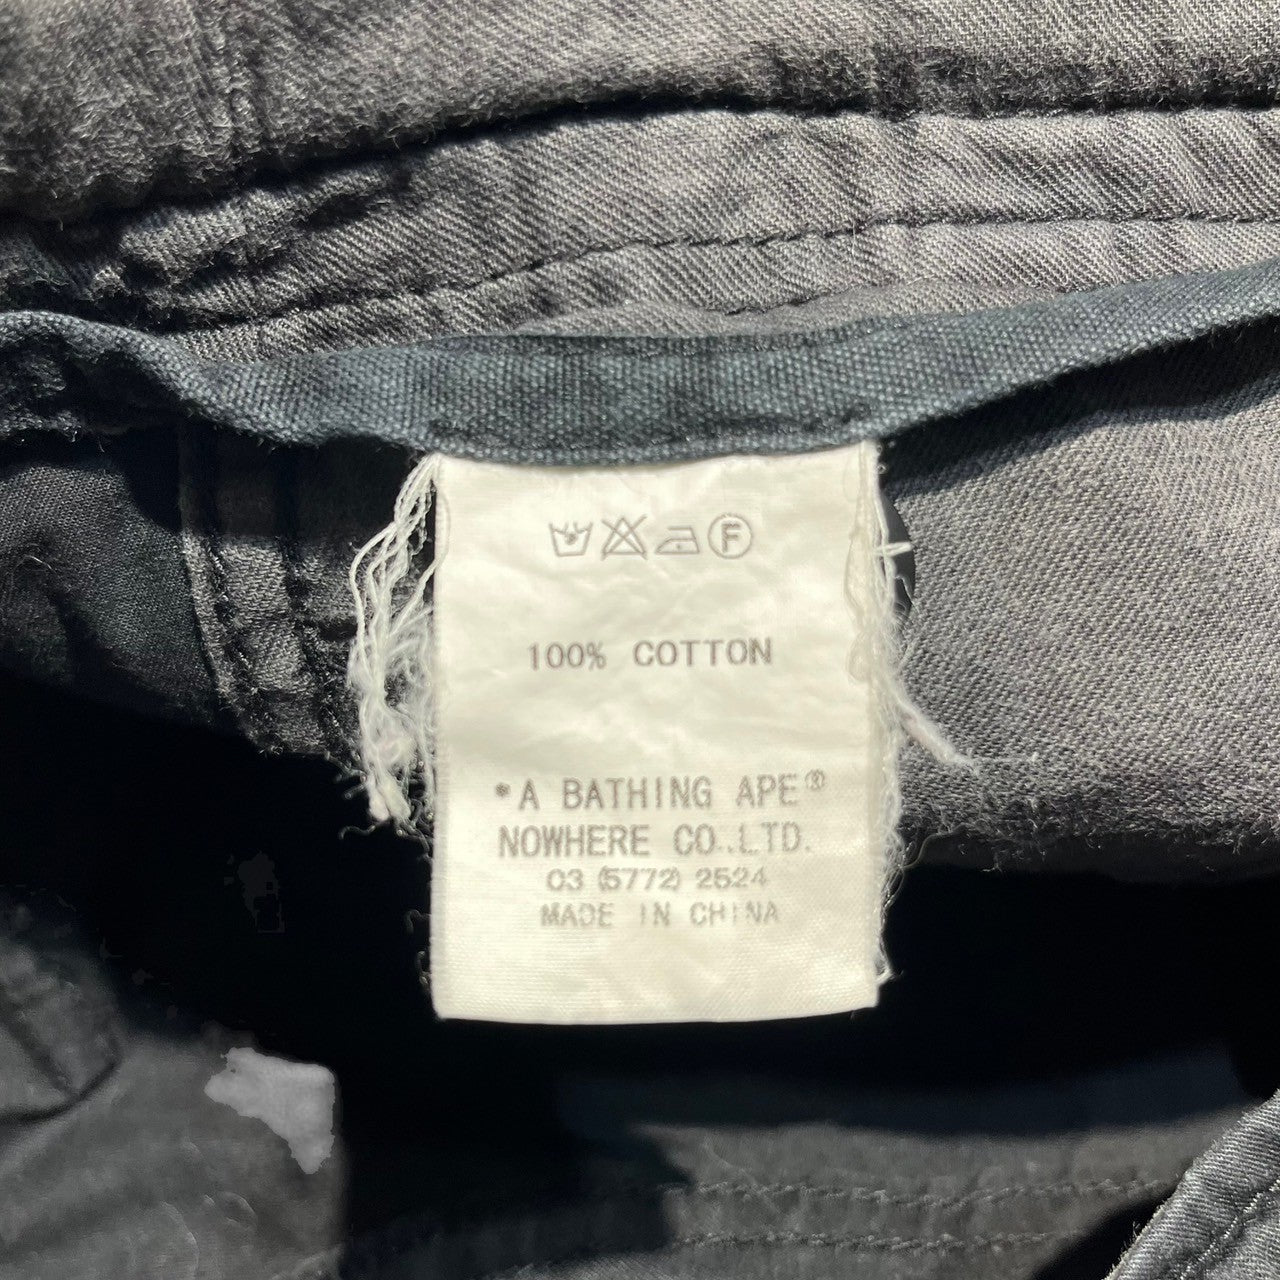 F
100% COTTON
*A BATHING APE®
NOWHERE CO.,LTD.
03 (5772) 2524
MADE IN CHINA